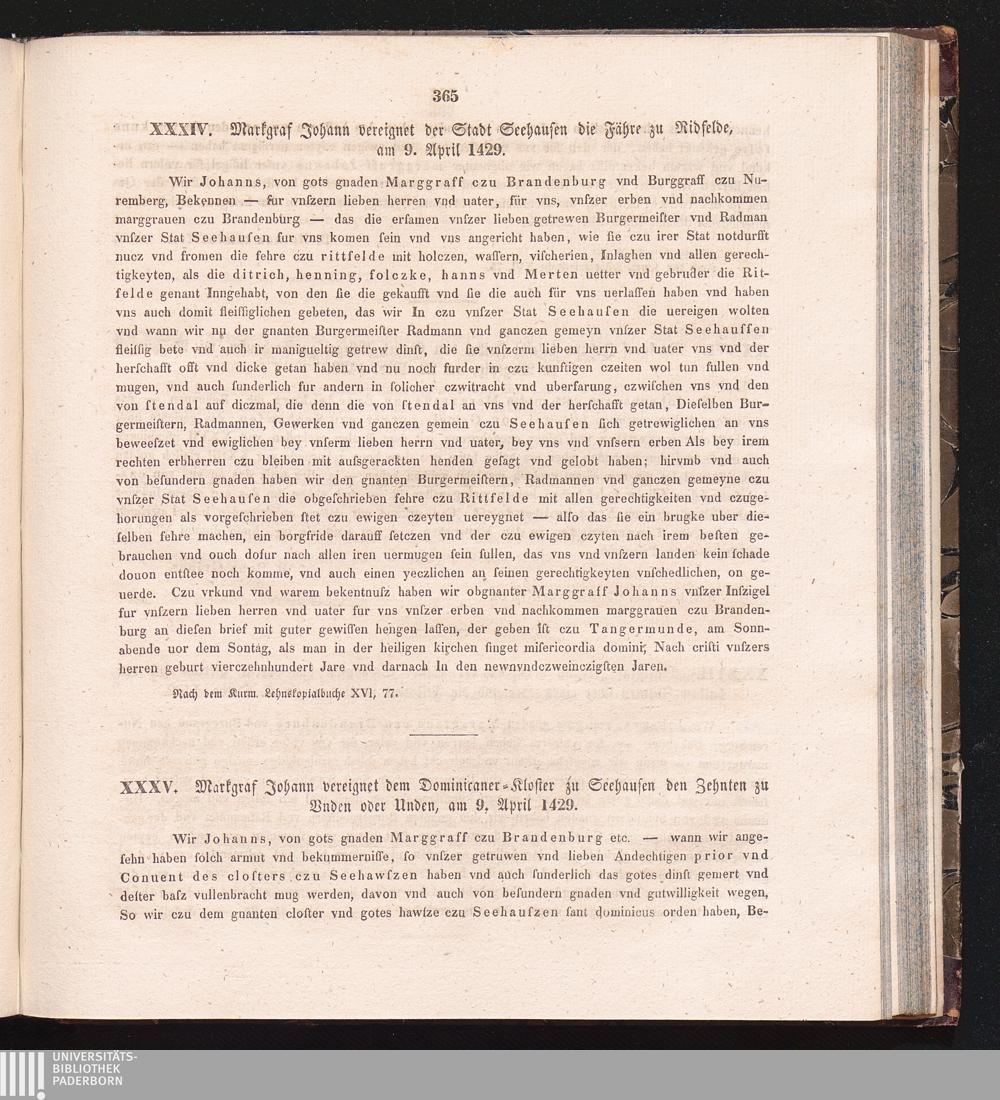 365
XXXIV. Markgraf Johann vereignet der Stadt Seehausen die Fähre zu Ridfelde,
am 9. April 1429.
Wir Johanns, von gots gnaden Marggraff czu Brandenburg vnd Burggraff czu Nu-
remberg, Bekennen — fur vnſzern lieben herren vnd uater, für vns, vnſzer erben vnd nachkommen
marggrauen czu Brandenburg — das die erſamen vnſzer lieben getrewen Burgermeiſter vnd Radman
vnſzer Stat Seehauſen fur vns komen ſein vnd vns angericht haben, wie ſie czu irer Stat notdurfft
nucz vnd fromen die fehre czu rittfelde mit holczen, waſſern, viſcherien, Inlaghen vnd allen gerech-
tigkeyten, als die ditrich, henning, folczke, hanns vnd Merten uetter vnd gebruder die Rit-
felde genant Inngehabt, von den ſie die gekaufft vnd ſie die auch für vns uerlaſſen haben vnd haben
vns auch domit fleiſſiglichen gebeten, das wir In czu vnſzer Stat Seehauſen die uereigen wolten
vnd wann wir nu der gnanten Burgermeiſter Radmann vnd ganczen gemeyn vnſzer Stat Seehauſſen
fleiſſig bete vnd auch ir manigueltig getrew dinſt, die ſie vnſzerm lieben herrn vnd uater vns vnd der
herſchafft offt vnd dicke getan haben vnd nu noch furder in czu kunftigen czeiten wol tun ſullen vnd
mugen, vnd auch ſunderlich fur andern in ſolicher czwitracht vnd uberfarung, czwiſchen vns vnd den
von ſtendal auf diczmal, die denn die von ſtendal an vns vnd der herſchafft getan, Dieſelben Bur-
germeiſtern, Radmannen, Gewerken vnd ganczen gemein czu Seehauſen ſich getrewiglichen an vns
beweeſzet vnd ewiglichen bey vnſerm lieben herrn vnd uater, bey vns vnd vnſsern erben Als bey irem
rechten erbherren czu bleiben mit auſsgerackten henden geſagt vnd gelobt haben; hirvmb vnd auch
von beſundern gnaden haben wir den gnanten Burgermeiſtern, Radmannen vnd ganczen gemeyne czu
vnſzer Stat Seehauſen die obgeſchrieben fehre czu Rittfelde mit allen gerechtigkeiten vnd czuge-
horungen als vorgeſchrieben ſtet czu ewigen czeyten uereygnet — alſo das ſie ein brugke uber die-
ſelben fehre machen, ein borgfride darauff ſetczen vnd der czu ewigen czyten nach irem beſten ge-
brauchen vnd ouch dofur nach allen iren uermugen ſein ſullen, das vns vnd vnſzern landen kein ſchade
douon entſtee noch komme, vnd auch einen yeczlichen an ſeinen gerechtigkeyten vnſchedlichen, on ge-
uerde. Czu vrkund vnd warem bekentnuſz haben wir obgnanter Marggraff Johanns vnſzer Inſzigel
fur vnſzern lieben herren vnd uater fur vns vnſzer erben vnd nachkommen marggrauen czu Branden-
burg an dieſen brief mit guter gewiſſen hengen laſſen, der geben iſt czu Tangermunde, am Sonn-
abende uor dem Sontag, als man in der heiligen kirchen ſinget miſericordia domini, Nach criſti vnſzers
herren geburt vierczehnhundert Jare vnd darnach In den newnyndczweinczigſten Jaren.
Nach dem Kurm. Lehnskopialbuche XVI, 77.
XXXV. Markgraf Johann vereignet dem Dominicaner-Kloster zu Seehausen den Zehnten zu
Vnden oder Unden, am 9. April 1429.
Wir Johanns, von gots gnaden Marggraff czu Brandenburg etc. — wann wir ange-
ſehn haben ſolch armut vnd bekummerniſſe, ſo vnſzer getruwen vnd lieben Andechtigen prior vnd
Conuent des cloſters czu Seehawſzen haben vnd auch ſunderlich das gotes dinſt gemert vnd
deſter baſz vullenbracht mug werden, davon vnd auch von beſundern gnaden vnd gutwilligkeit wegen,
So wir czu dem gnanten cloſter vnd gotes hawſze czu Seehauſzen ſant dominicus orden haben, Be-
UNIVERSITÄTS-
BIBLIOTHEK
PADERBORN